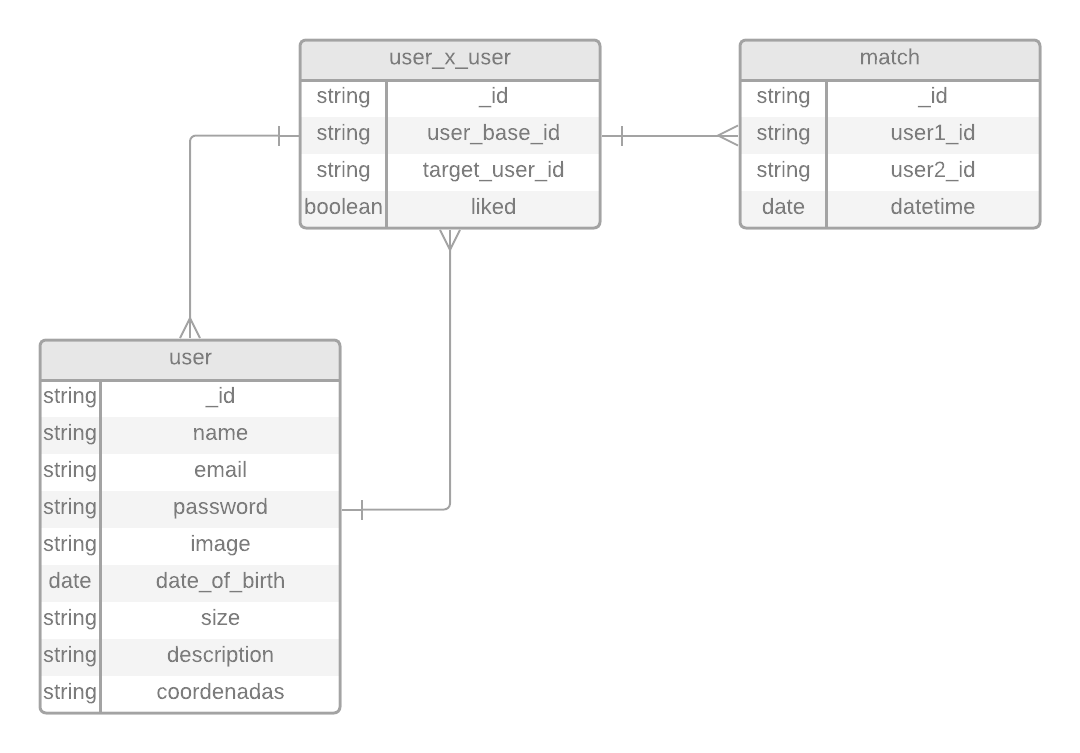 user_x_user
string _id
string user_base_id
string target_user_id
boolean liked
match
string _id
string user1_id
string user2_id
date datetime
user
string _id
string name
string email
string password
string image
date date_of_birth
string size
string description
string coordenadas